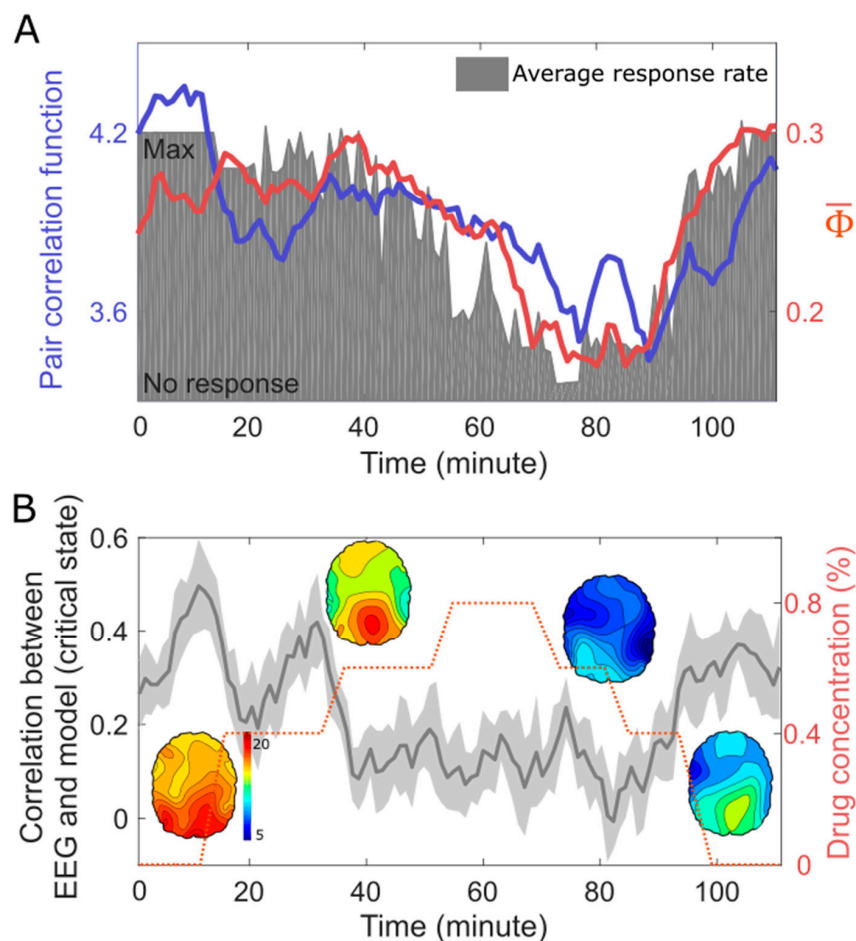 A
Average response rate
Pair correlation function
4.2
3.6
Max
No response
0.3
0.2
Φ
0
20
40
60
80
100
Time (minute)
B
Correlation between
EEG and model (critical state)
0.6
0.4
0.2
0
20
5
0.8
0.4
0
Drug concentration (%)
0
20
40
60
80
100
Time (minute)